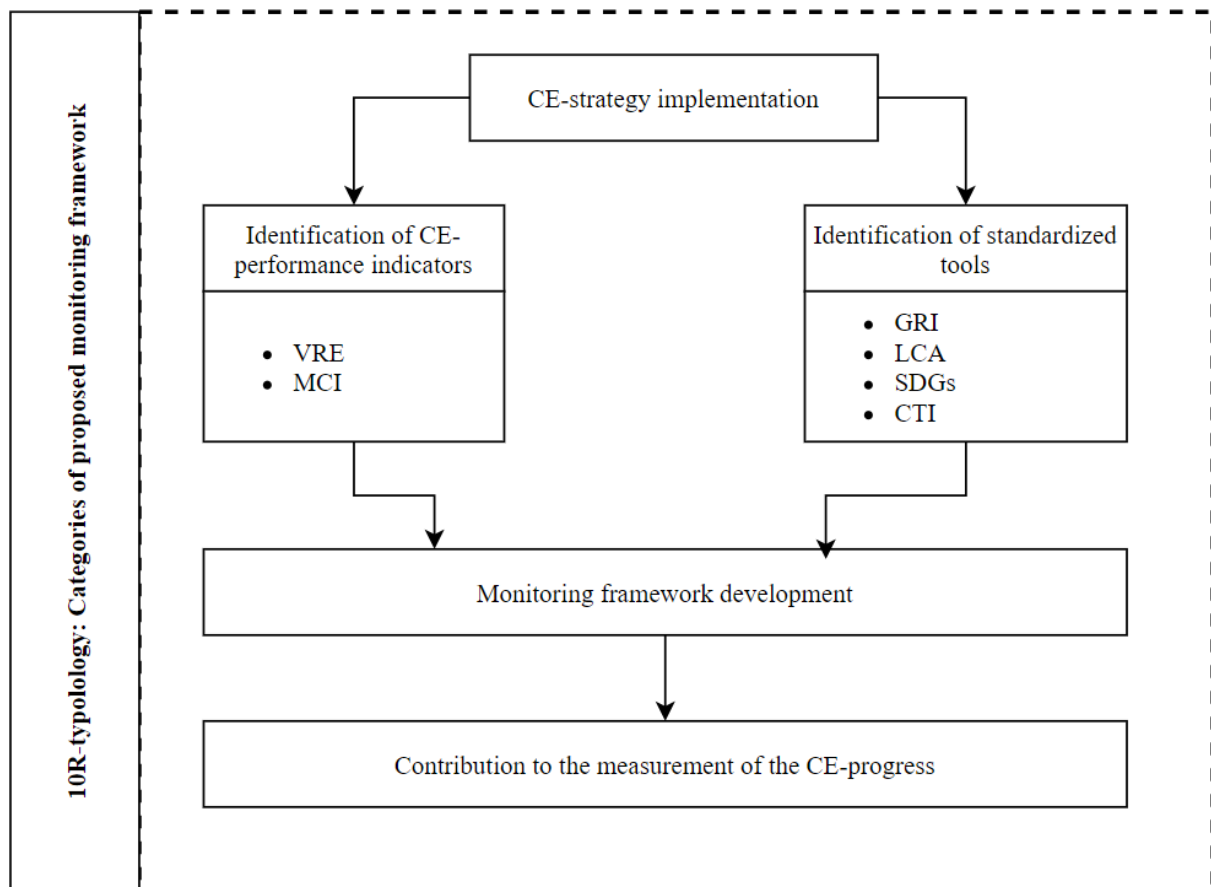 10R-typolology: Categories of proposed monitoring framework
CE-strategy implementation
Identification of CE-
performance indicators
• VRE
• MCI
Identification of standardized
tools
• GRI
• LCA
• SDGs
• CTI
Monitoring framework development
Contribution to the measurement of the CE-progress